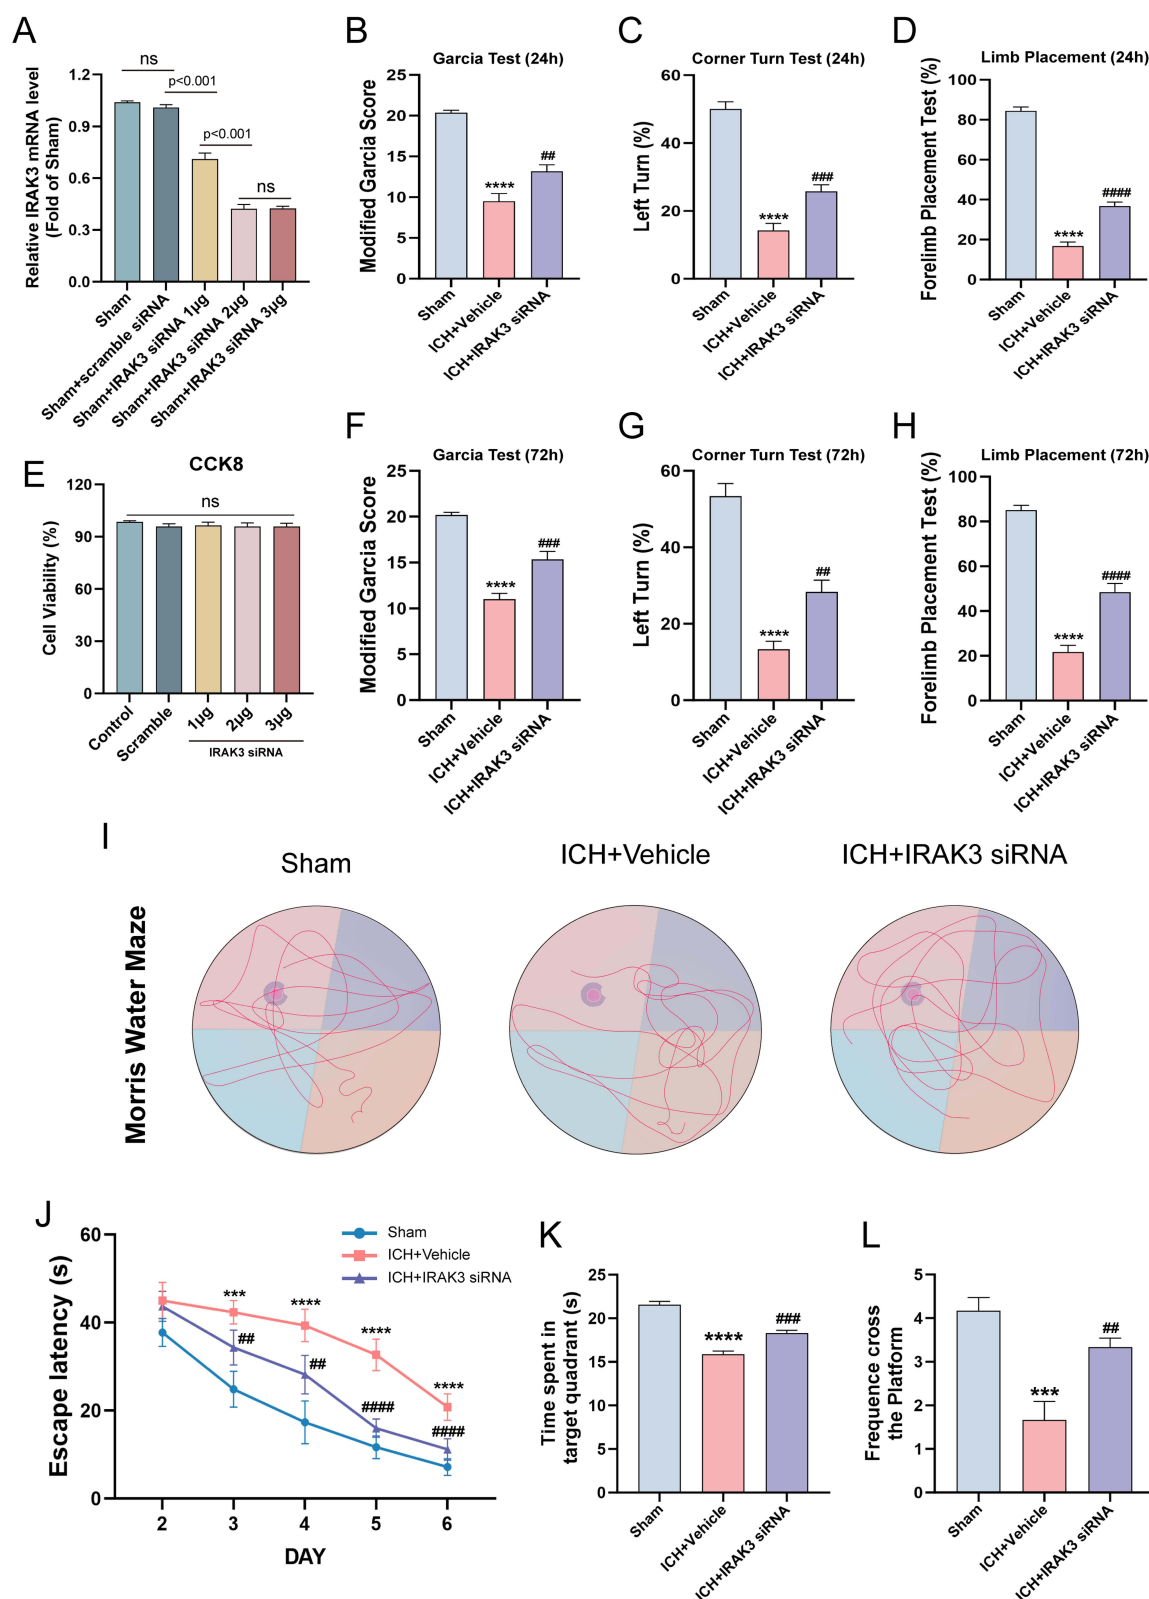 A
ns
p<0.001
p<0.001
ns
Relative IRAK3 mRNA level
(Fold of Sham)
1.2
0.9
0.6
0.3
0.0
Sham
Sham+scramble siRNA
Sham+IRAK3 siRNA 1μg
Sham+IRAK3 siRNA 2μg
Sham+IRAK3 siRNA 3μg
B
Garcia Test (24h)
Modified Garcia Score
25
20
15
10
5
0
****
##
Sham
ICH+Vehicle
ICH+IRAK3 siRNA
C
Corner Turn Test (24h)
Left Turn (%)
60
40
20
0
****
###
Sham
ICH+Vehicle
ICH+IRAK3 siRNA
D
Limb Placement (24h)
Forelimb Placement Test (%)
100
80
60
40
20
0
****
####
Sham
ICH+Vehicle
ICH+IRAK3 siRNA
E
CCK8
ns
Cell Viability (%)
120
90
60
30
0
Control
Scramble
1μg
2μg
3μg
IRAK3 siRNA
F
Garcia Test (72h)
Modified Garcia Score
25
20
15
10
5
0
****
###
Sham
ICH+Vehicle
ICH+IRAK3 siRNA
G
Corner Turn Test (72h)
Left Turn (%)
60
40
20
0
****
##
Sham
ICH+Vehicle
ICH+IRAK3 siRNA
H
Limb Placement (72h)
Forelimb Placement Test (%)
100
80
60
40
20
0
****
####
Sham
ICH+Vehicle
ICH+IRAK3 siRNA
I
Sham
ICH+Vehicle
ICH+IRAK3 siRNA
Morris Water Maze
J
Escape latency (s)
60
40
20
0
Sham
ICH+Vehicle
ICH+IRAK3 siRNA
***
****
****
****
##
##
####
####
2
3
4
5
6
DAY
K
Time spent in
target quadrant (s)
25
20
15
10
5
0
****
###
Sham
ICH+Vehicle
ICH+IRAK3 siRNA
L
Frequence cross
the Platform
5
4
3
2
1
0
***
##
Sham
ICH+Vehicle
ICH+IRAK3 siRNA